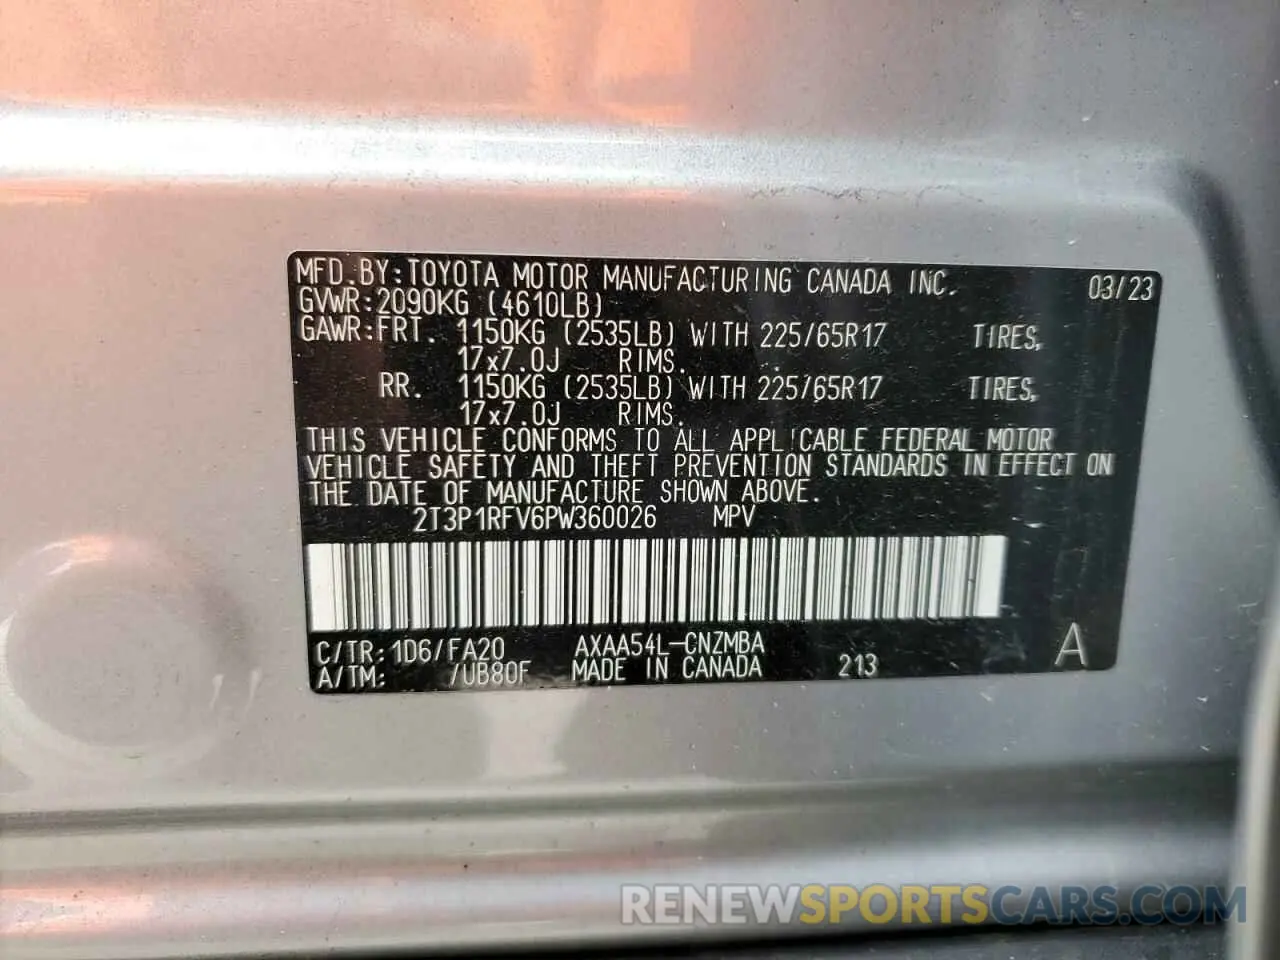 MFD.BY:TOYOTA MOTOR MANUFACTURING CANADA INC. 03/23
GVWR:2090KG (4610LB)
GAWR:FRT. 1150KG (2535LB) WITH 225/65R17 TIRES,
17x7.0J RIMS.
RR. 1150KG (2535LB) WITH 225/65R17 TIRES,
17x7.0J RIMS.
THIS VEHICLE CONFORMS TO ALL APPLICABLE FEDERAL MOTOR
VEHICLE SAFETY AND THEFT PREVENTION STANDARDS IN EFFECT ON
THE DATE OF MANUFACTURE SHOWN ABOVE.
2T3P1RFV6PW360026 MPV
C/TR:1D6/FA20 AXAA54L-CNZMBA A
A/TM: /UB80F MADE IN CANADA 213
RENEWSPORTSCARS.COM